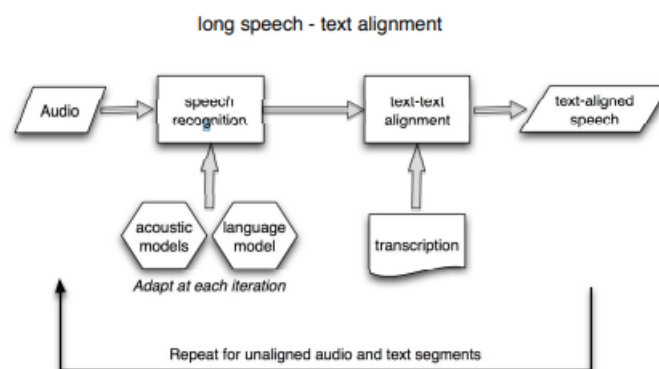 long speech - text alignment
Audio
speech
recognition
text-text
alignment
text-aligned
speech
acoustic
models
language
model
transcription
Adapt at each iteration
Repeat for unaligned audio and text segments